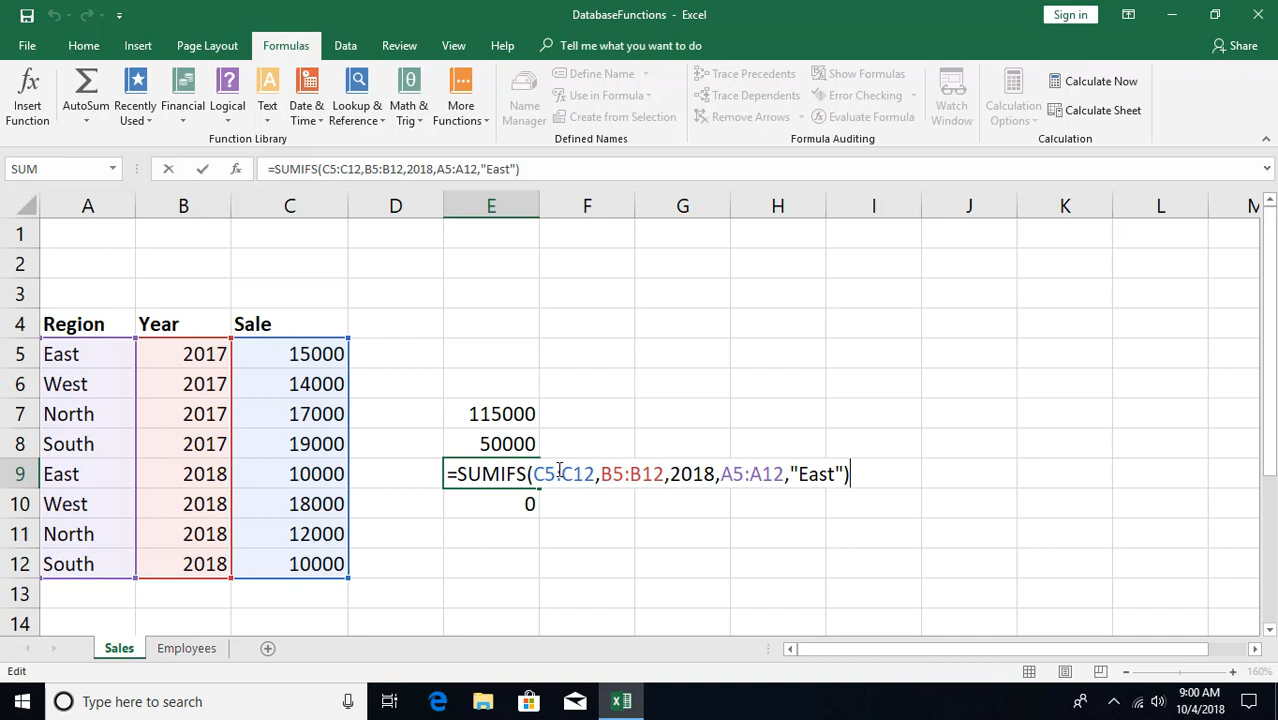 DatabaseFunctions - Excel
Sign in
File Home Insert Page Layout Formulas Data Review View Help Tell me what you want to do Share
Insert Function
AutoSum
Recently Used
Financial
Logical
Text
Date & Time
Lookup & Reference
Math & Trig
More Functions
Function Library
Name Manager
Define Name
Use in Formula
Create from Selection
Defined Names
Trace Precedents
Trace Dependents
Remove Arrows
Show Formulas
Error Checking
Evaluate Formula
Formula Auditing
Watch Window
Calculation Options
Calculate Now
Calculate Sheet
Calculation
SUM fx =SUMIFS(C5:C12,B5:B12,2018,A5:A12,"East")
A B C D E F G H I J K L M
1
2
3
4 Region Year Sale
5 East 2017 15000
6 West 2017 14000
7 North 2017 17000 115000
8 South 2017 19000 50000
9 East 2018 10000 =SUMIFS(C5:C12,B5:B12,2018,A5:A12,"East")
10 West 2018 18000 0
11 North 2018 12000
12 South 2018 10000
13
14
Sales Employees
Edit 160%
Type here to search
9:00 AM
10/4/2018